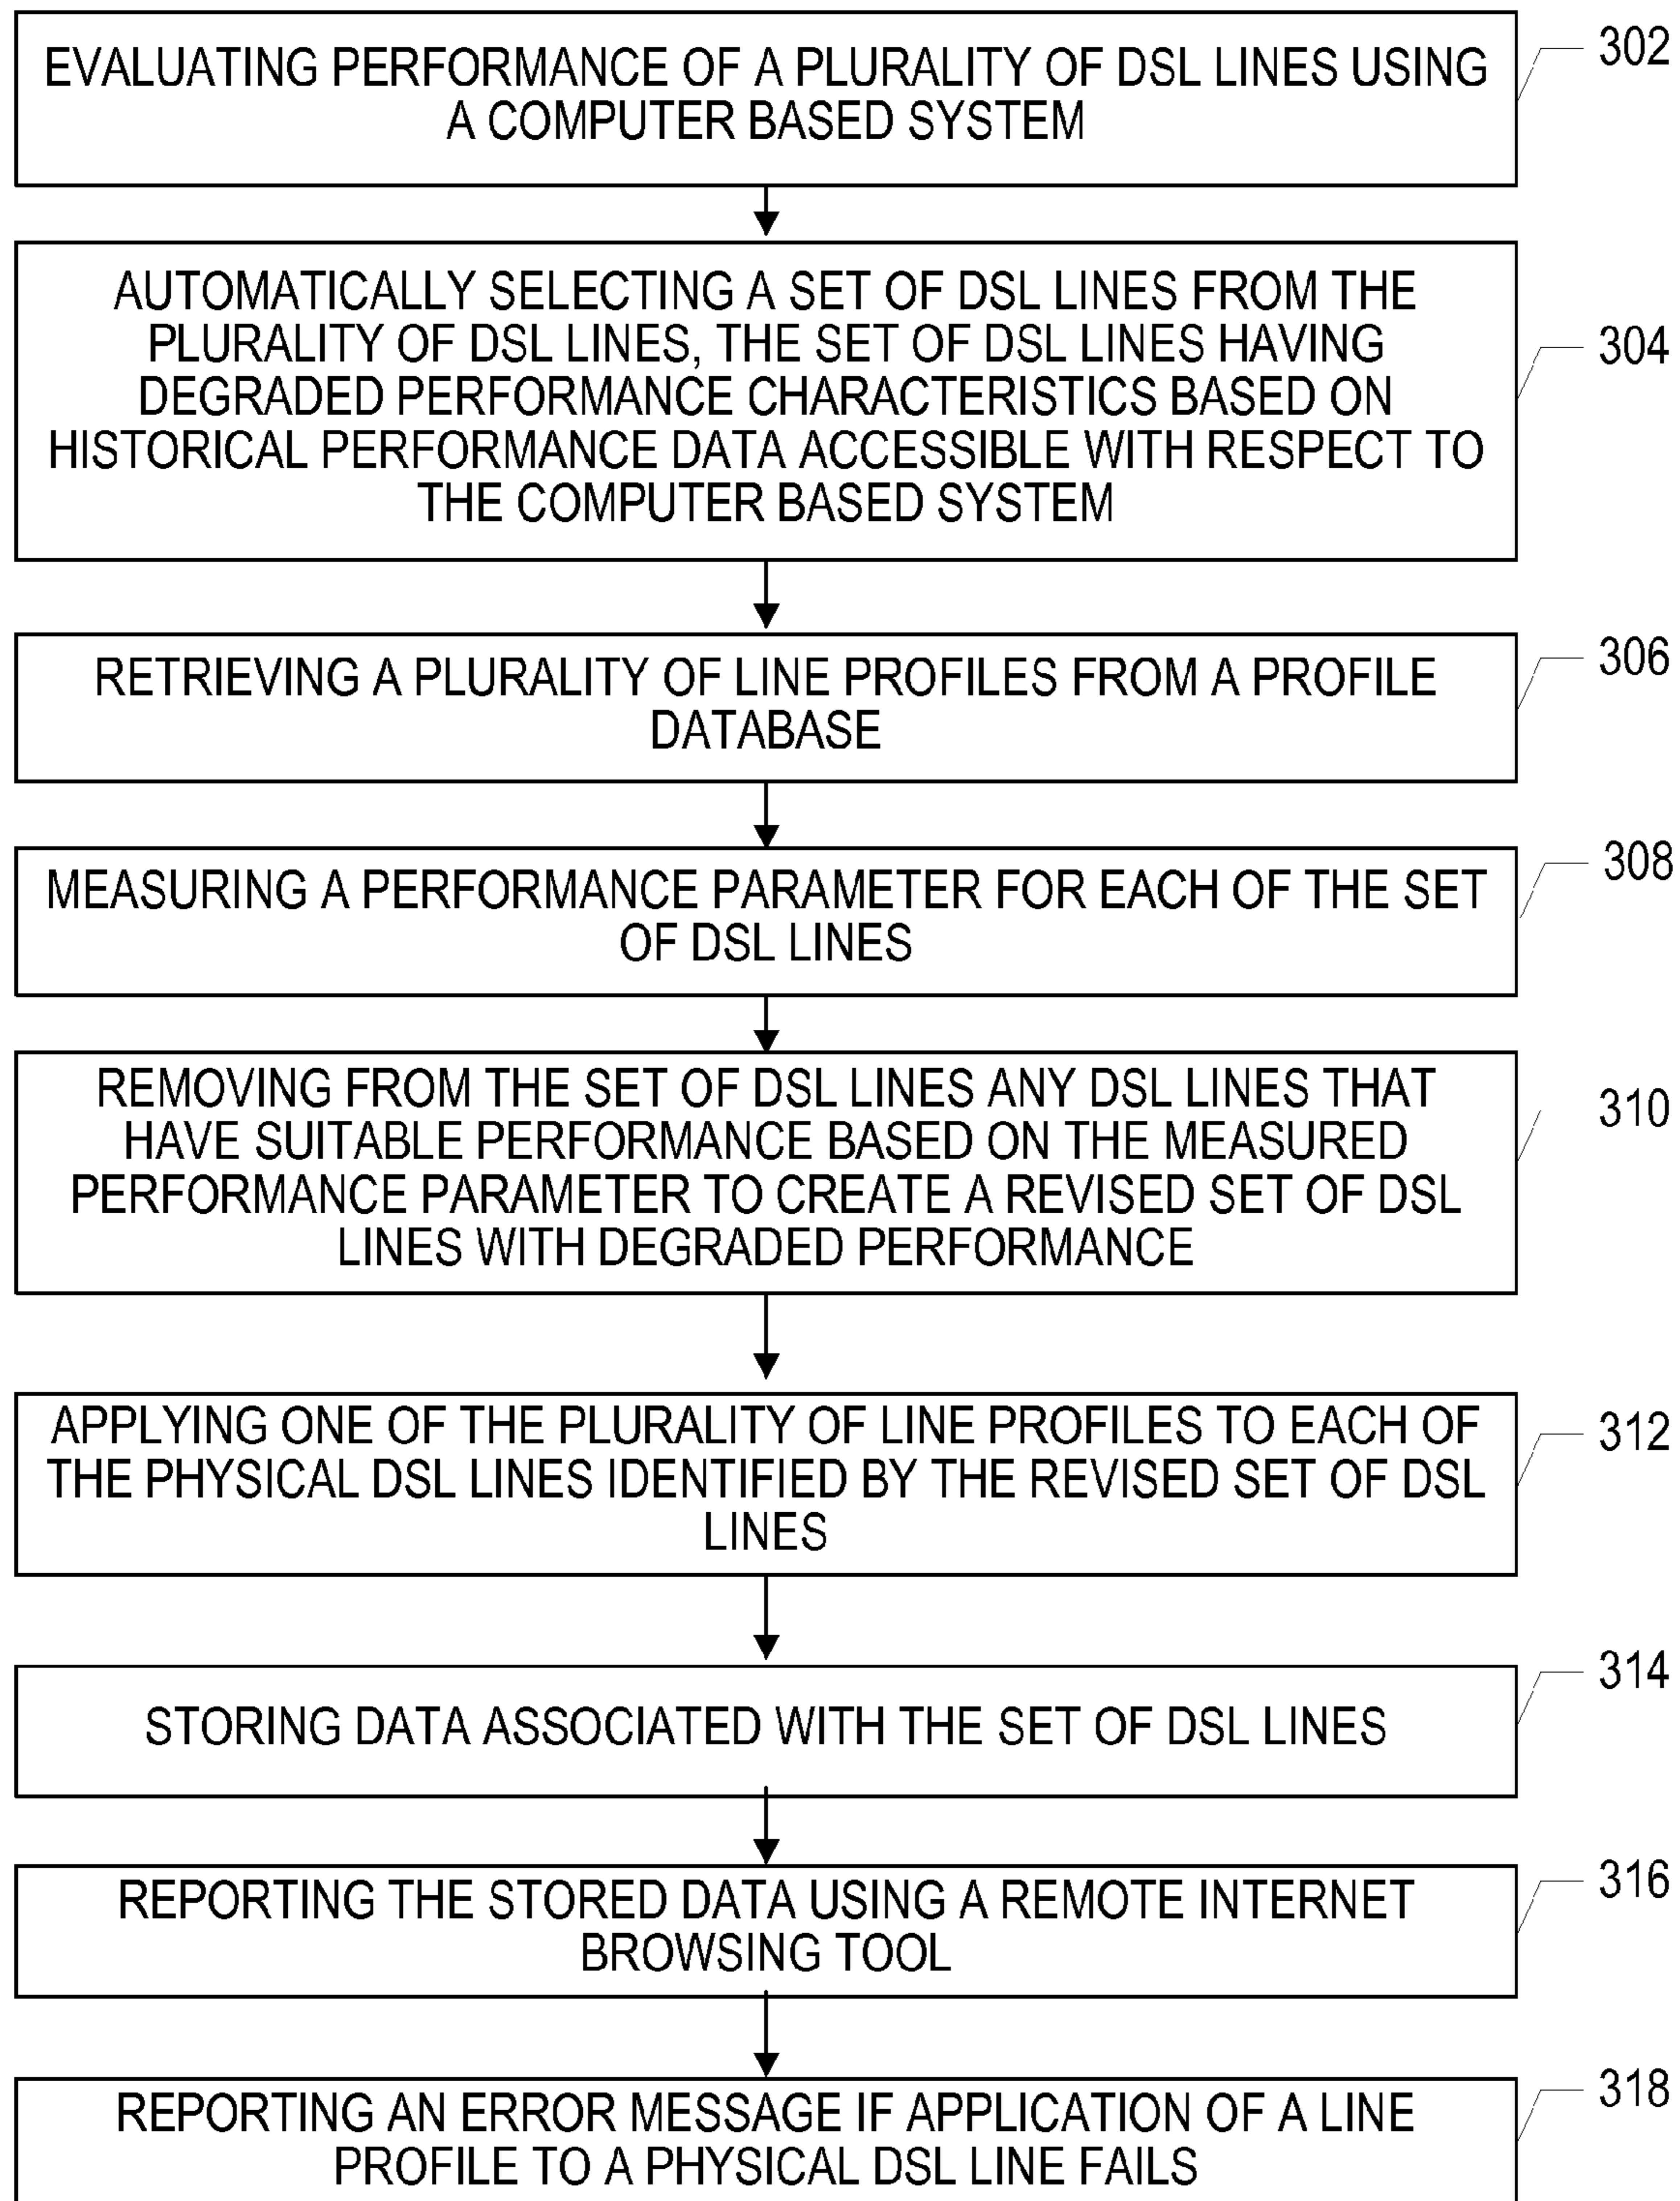 EVALUATING PERFORMANCE OF A PLURALITY OF DSL LINES USING
A COMPUTER BASED SYSTEM
302
AUTOMATICALLY SELECTING A SET OF DSL LINES FROM THE
PLURALITY OF DSL LINES, THE SET OF DSL LINES HAVING
DEGRADED PERFORMANCE CHARACTERISTICS BASED ON
HISTORICAL PERFORMANCE DATA ACCESSIBLE WITH RESPECT TO
THE COMPUTER BASED SYSTEM
304
RETRIEVING A PLURALITY OF LINE PROFILES FROM A PROFILE
DATABASE
306
MEASURING A PERFORMANCE PARAMETER FOR EACH OF THE SET
OF DSL LINES
308
REMOVING FROM THE SET OF DSL LINES ANY DSL LINES THAT
HAVE SUITABLE PERFORMANCE BASED ON THE MEASURED
PERFORMANCE PARAMETER TO CREATE A REVISED SET OF DSL
LINES WITH DEGRADED PERFORMANCE
310
APPLYING ONE OF THE PLURALITY OF LINE PROFILES TO EACH OF
THE PHYSICAL DSL LINES IDENTIFIED BY THE REVISED SET OF DSL
LINES
312
STORING DATA ASSOCIATED WITH THE SET OF DSL LINES
314
REPORTING THE STORED DATA USING A REMOTE INTERNET
BROWSING TOOL
316
REPORTING AN ERROR MESSAGE IF APPLICATION OF A LINE
PROFILE TO A PHYSICAL DSL LINE FAILS
318